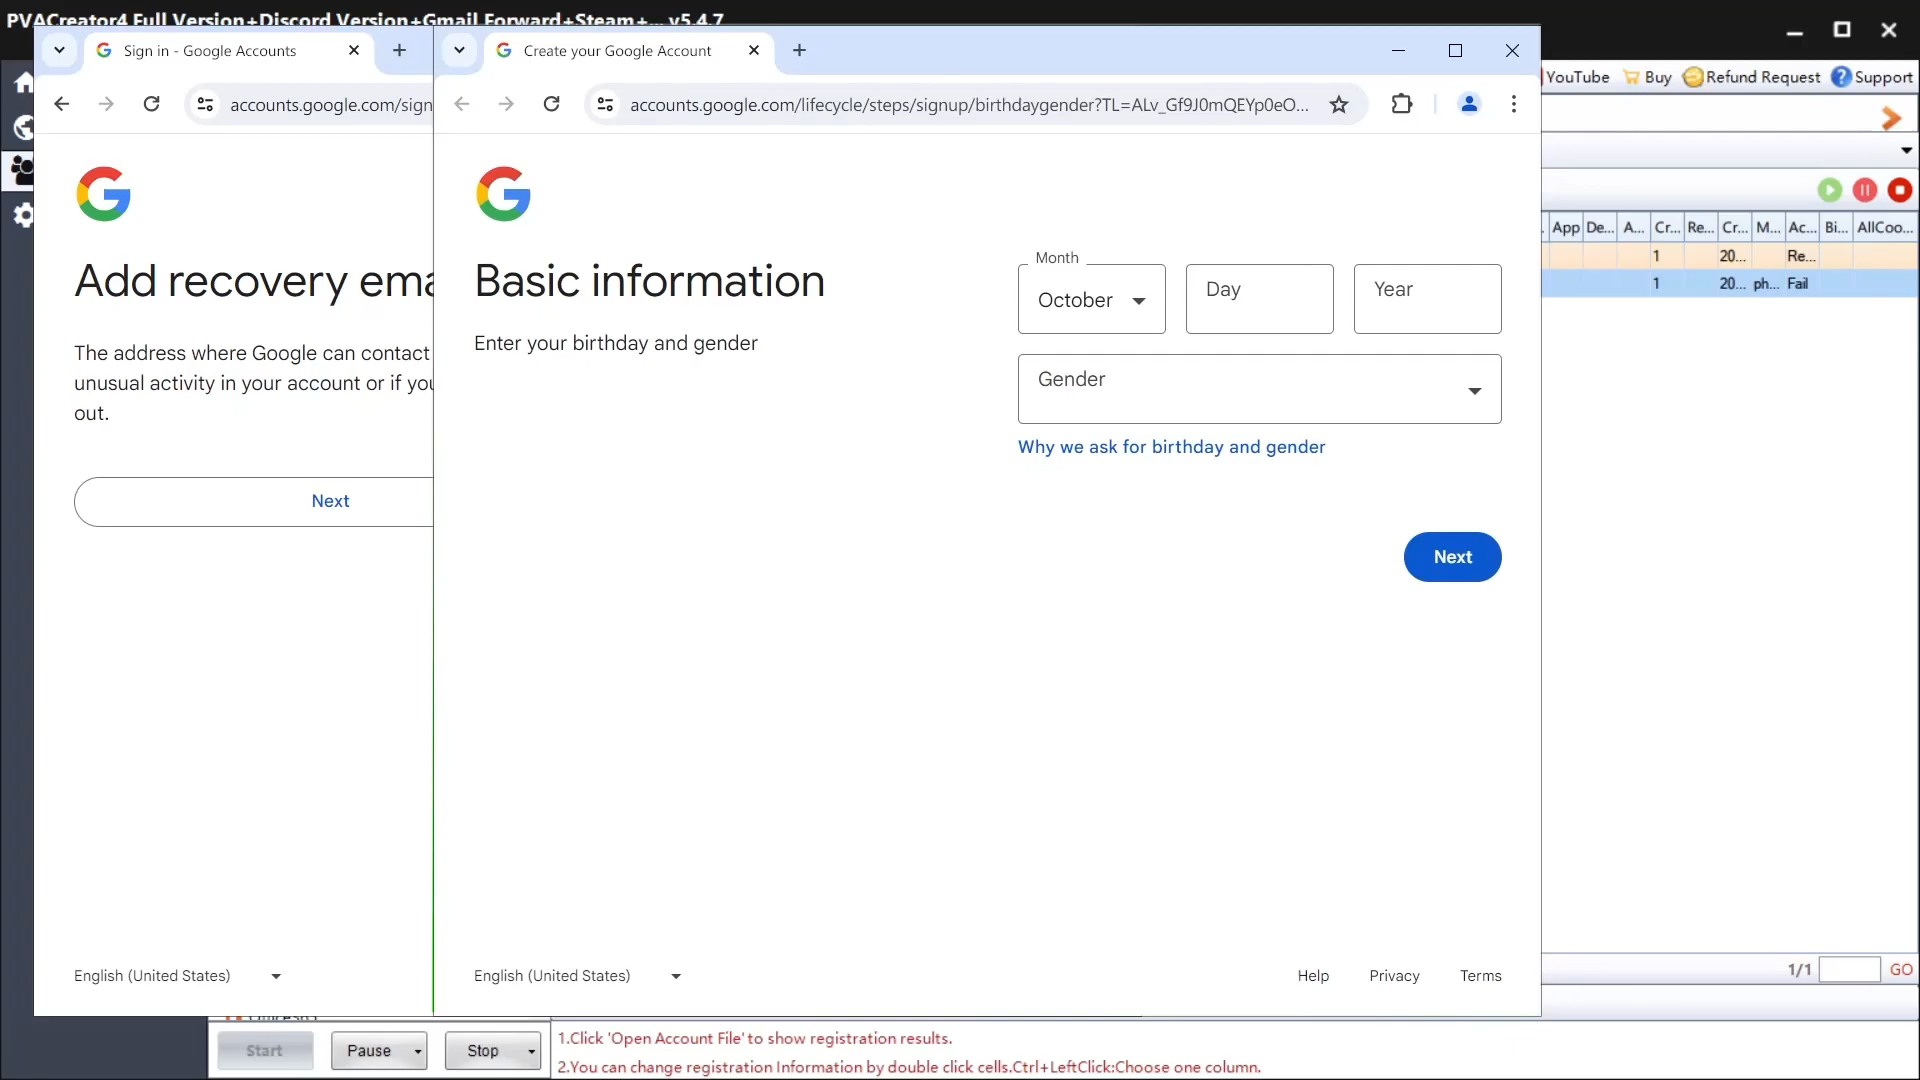 PVACreator4 Full Version+Discord Version+Gmail Forward+Steam+... v5.4.7
Sign in - Google Accounts
Create your Google Account
accounts.google.com/sign
accounts.google.com/lifecycle/steps/signup/birthdaygender?TL=ALv_Gf9J0mQEYp0eO...
YouTube
Buy
Refund Request
Support
Add recovery ema
The address where Google can contact
unusual activity in your account or if you
out.
Next
English (United States)
Basic information
Enter your birthday and gender
Month
October
Day
Year
Gender
Why we ask for birthday and gender
Next
English (United States)
Help
Privacy
Terms
App De... A... Cr... Re... Cr... M... Ac... Bi... AllCoo...
1 20... Re...
1 20... ph... Fail
1/1
GO
Start
Pause
Stop
1.Click 'Open Account File' to show registration results.
2.You can change registration Information by double click cells.Ctrl+LeftClick:Choose one column.